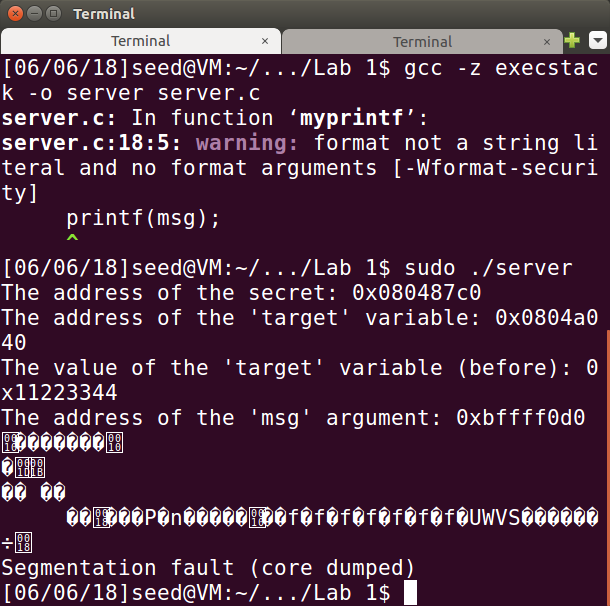 Terminal
Terminal × Terminal ×
[06/06/18]seed@VM:~/.../Lab 1$ gcc -z execstac
k -o server server.c
server.c: In function ‘myprintf’:
server.c:18:5: warning: format not a string li
teral and no format arguments [-Wformat-securi
ty]
printf(msg);
^
[06/06/18]seed@VM:~/.../Lab 1$ sudo ./server
The address of the secret: 0x080487c0
The address of the 'target' variable: 0x0804a0
40
The value of the 'target' variable (before): 0
x11223344
The address of the 'msg' argument: 0xbffff0d0
�������
�
�� ��
�����P�n�������f�f�f�f�f�f�f�UWVS������
÷
Segmentation fault (core dumped)
[06/06/18]seed@VM:~/.../Lab 1$